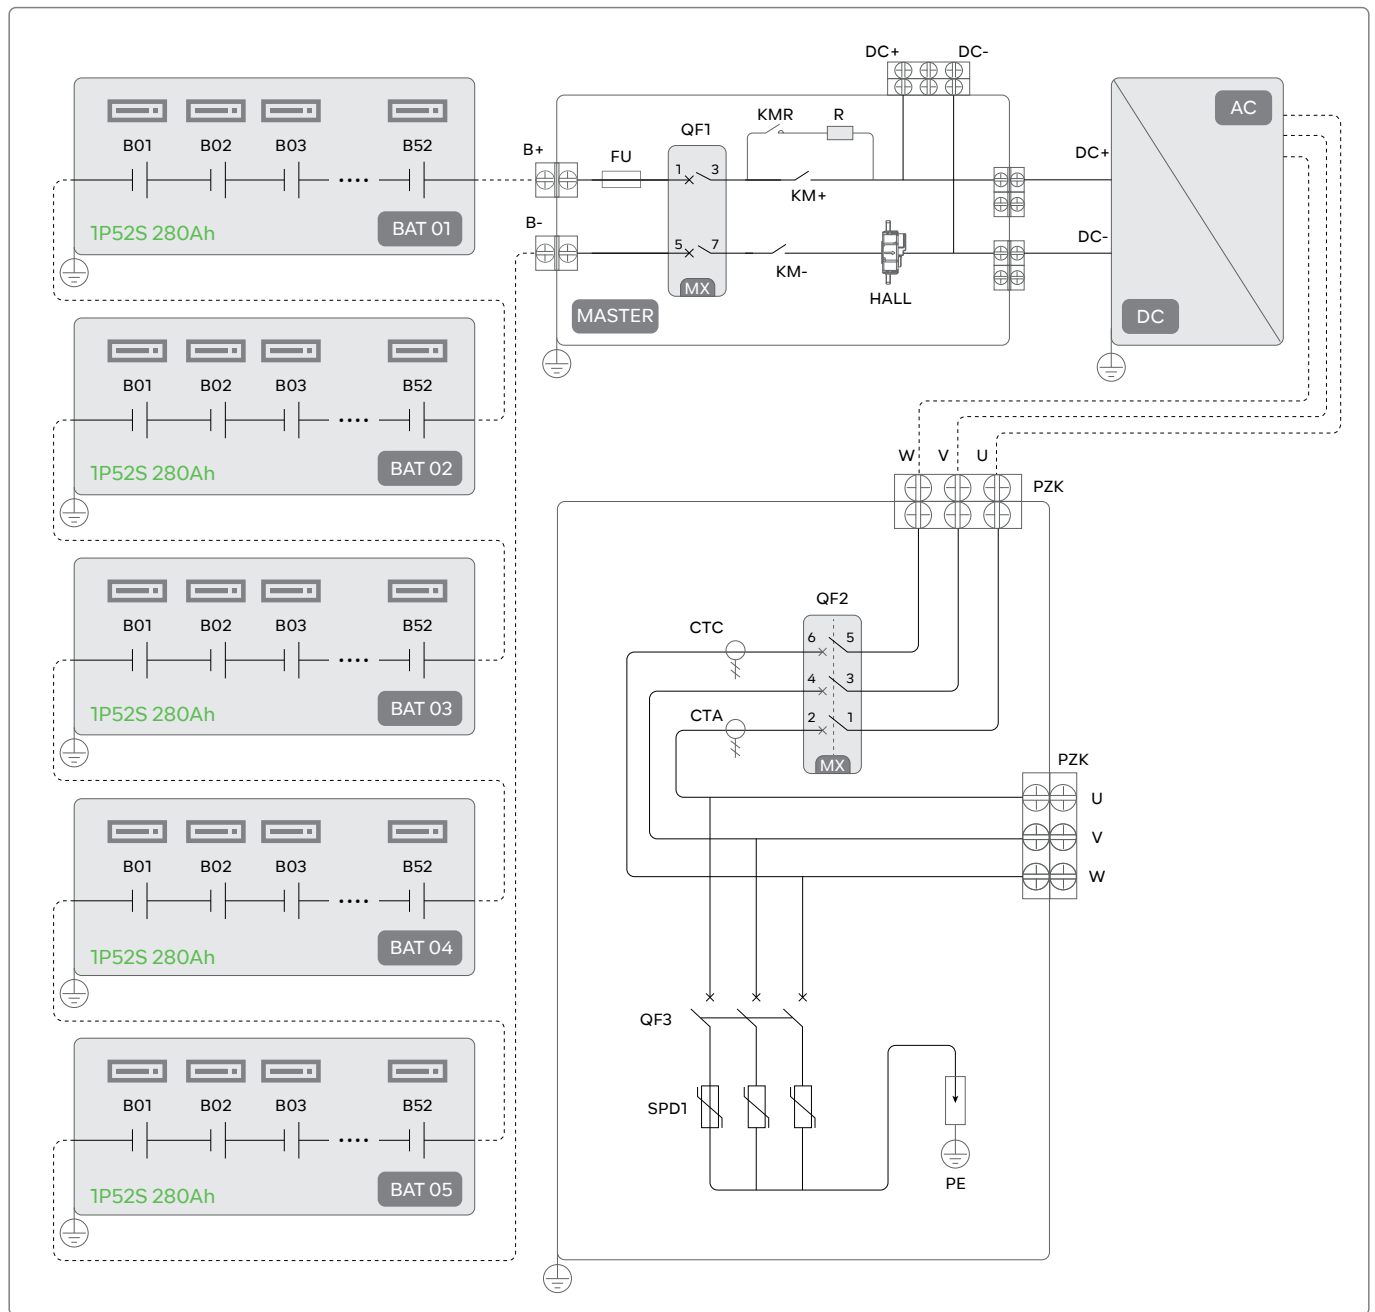 DC+ DC-
B01 B02 B03 B52
1P52S 280Ah
BAT 01
B+
B-
FU
QF1
1 3
5 7
MX
KMR R
KM+
KM-
HALL
MASTER
DC+
DC-
AC
DC
B01 B02 B03 B52
1P52S 280Ah
BAT 02
B01 B02 B03 B52
1P52S 280Ah
BAT 03
B01 B02 B03 B52
1P52S 280Ah
BAT 04
B01 B02 B03 B52
1P52S 280Ah
BAT 05
W V U
PZK
QF2
CTC
6 5
4 3
CTA
2 1
MX
PZK
U
V
W
QF3
SPD1
PE